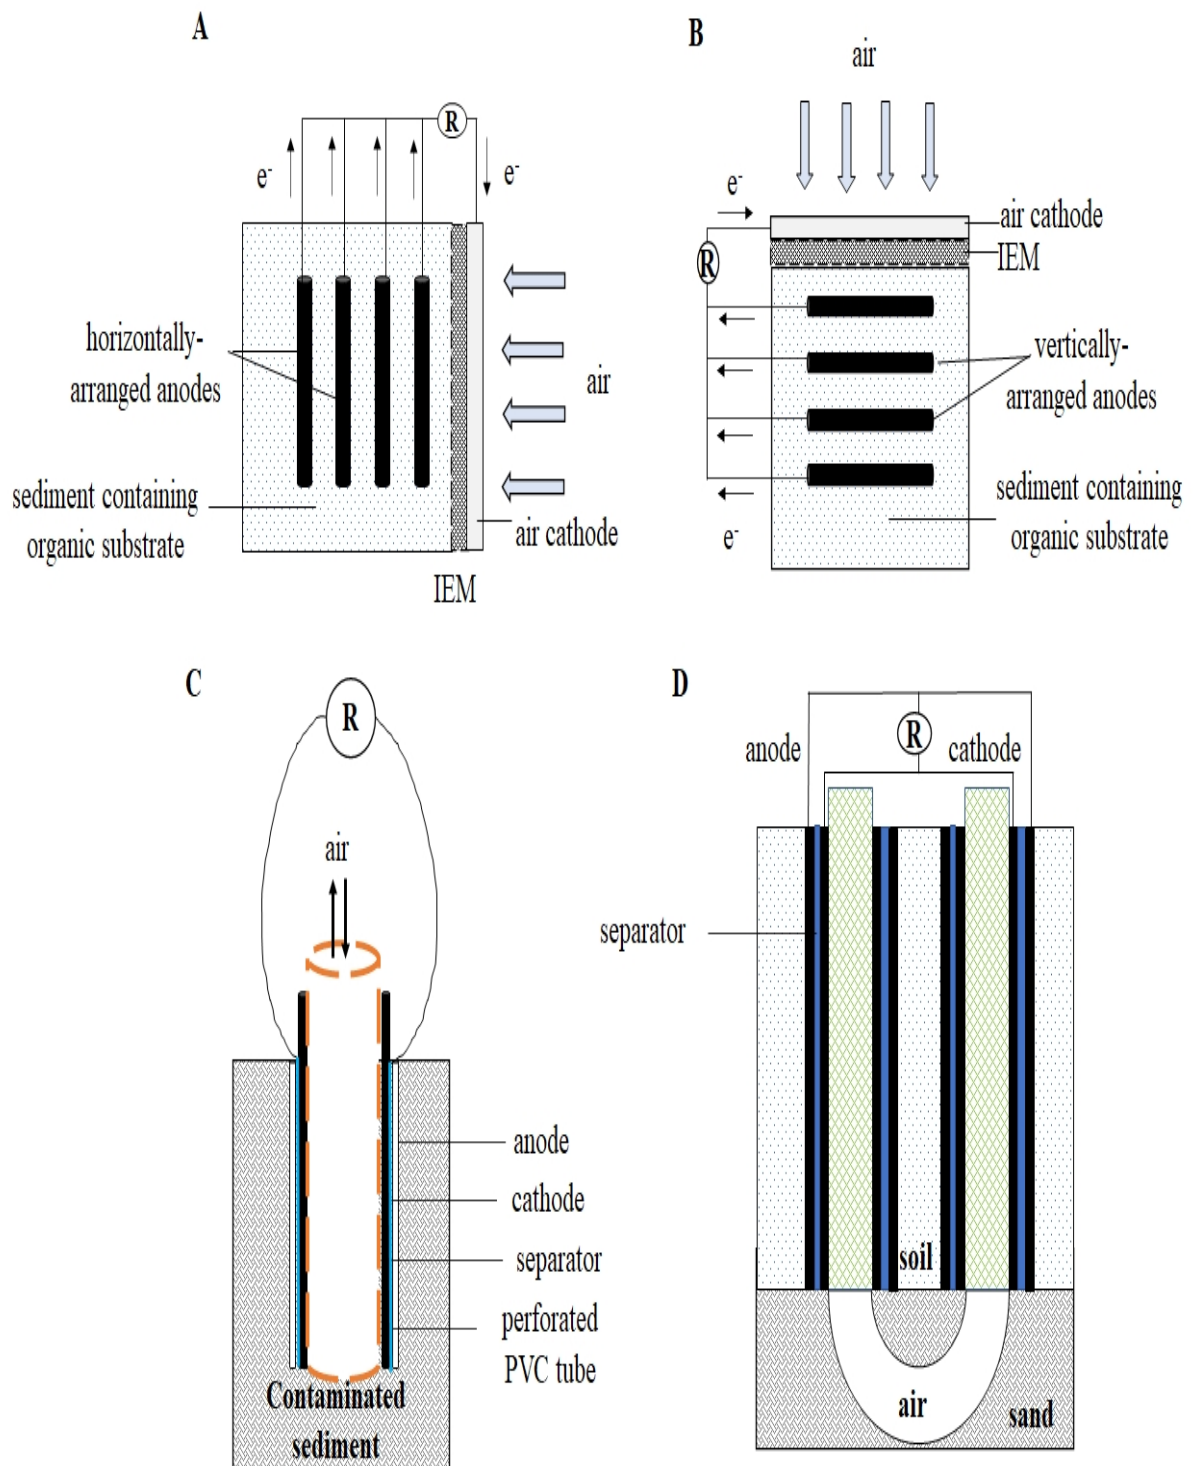 A
R
e-
e-
horizontally-
arranged anodes
air
sediment containing
organic substrate
air cathode
IEM
B
air
e-
air cathode
IEM
R
vertically-
arranged anodes
sediment containing
organic substrate
e-
C
R
air
anode
cathode
separator
perforated
PVC tube
Contaminated
sediment
D
R
anode
cathode
separator
soil
air
sand